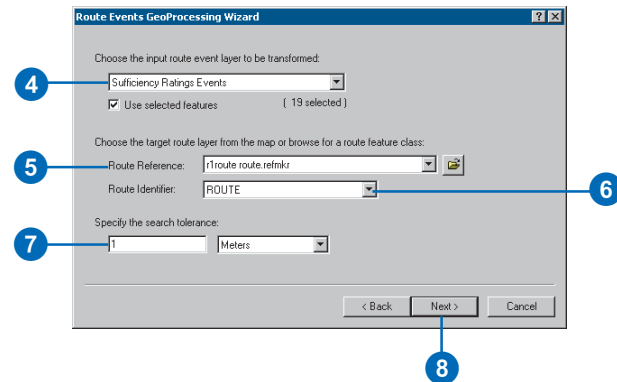 Route Events GeoProcessing Wizard
Choose the input route event layer to be transformed:
4 Sufficiency Ratings Events
Use selected features ( 19 selected )
Choose the target route layer from the map or browse for a route feature class:
5 Route Reference: r1route route.refmkr
Route Identifier: ROUTE 6
Specify the search tolerance:
7 1 Meters
< Back Next > Cancel
8